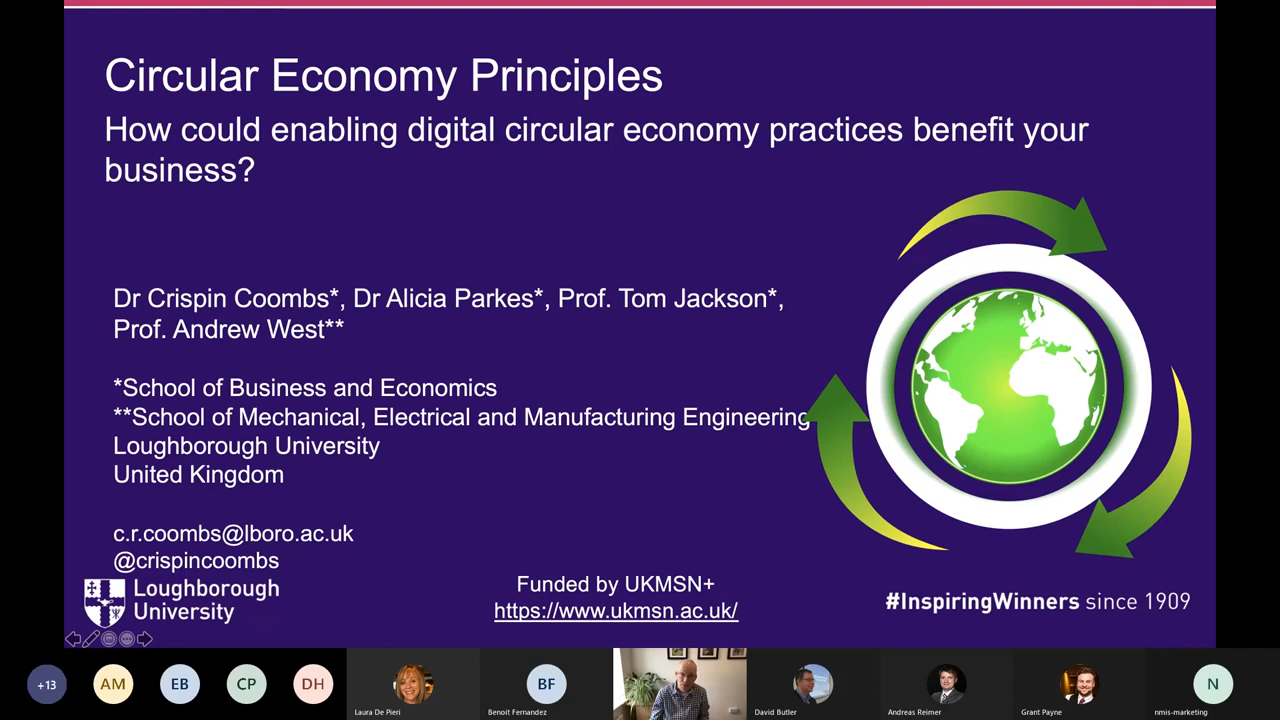 Circular Economy Principles
How could enabling digital circular economy practices benefit your
business?
Dr Crispin Coombs*, Dr Alicia Parkes*, Prof. Tom Jackson*,
Prof. Andrew West**
*School of Business and Economics
**School of Mechanical, Electrical and Manufacturing Engineering
Loughborough University
United Kingdom
c.r.coombs@lboro.ac.uk
@crispincoombs
Loughborough
University
Funded by UKMSN+
https://www.ukmsn.ac.uk/
#InspiringWinners since 1909
+13
AM
EB
CP
DH
Laura De Pieri
BF
Benoit Fernandez
David Butler
Andreas Reimer
Grant Payne
N
nmis-marketing